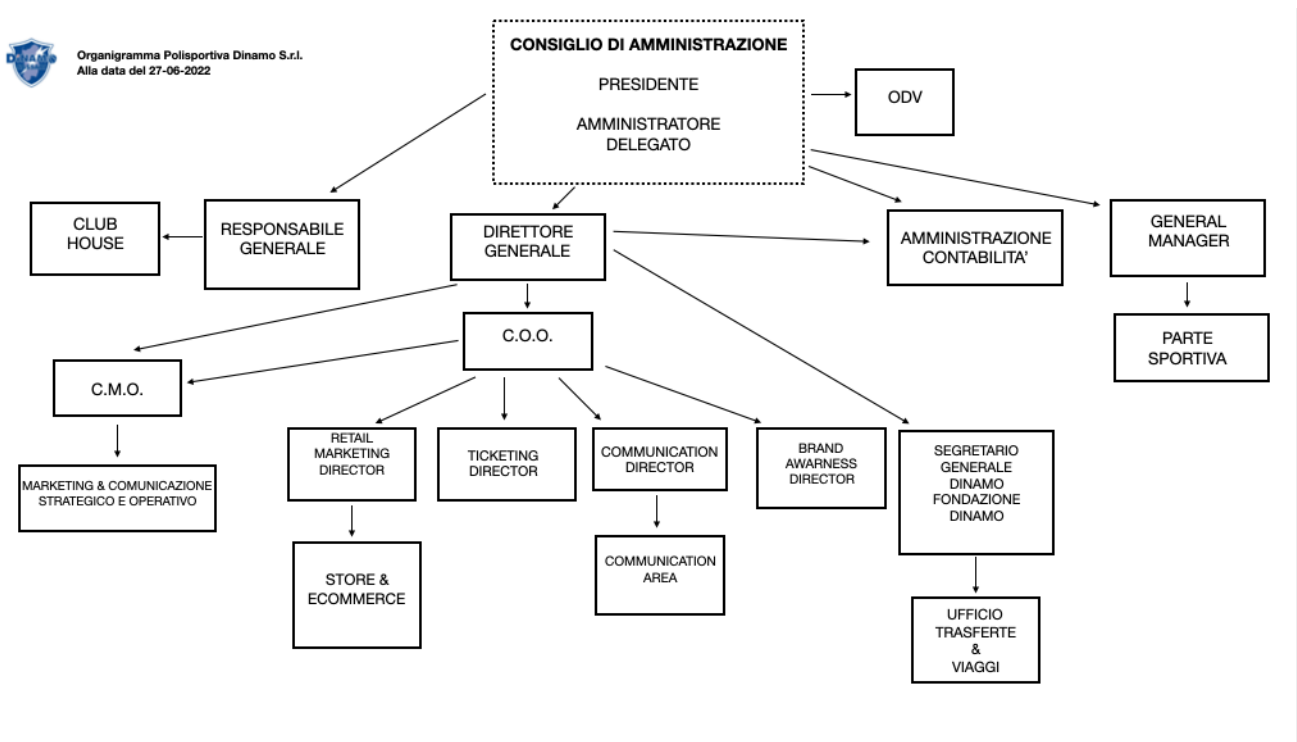 Organigramma Polisportiva Dinamo S.r.l.
Alla data del 27-06-2022
CONSIGLIO DI AMMINISTRAZIONE
PRESIDENTE
AMMINISTRATORE
DELEGATO
ODV
CLUB
HOUSE
RESPONSABILE
GENERALE
DIRETTORE
GENERALE
AMMINISTRAZIONE
CONTABILITA'
GENERAL
MANAGER
C.O.O.
PARTE
SPORTIVA
C.M.O.
MARKETING & COMUNICAZIONE
STRATEGICO E OPERATIVO
RETAIL
MARKETING
DIRECTOR
TICKETING
DIRECTOR
COMMUNICATION
DIRECTOR
BRAND
AWARNESS
DIRECTOR
SEGRETARIO
GENERALE
DINAMO
FONDAZIONE
DINAMO
STORE &
ECOMMERCE
COMMUNICATION
AREA
UFFICIO
TRASFERTE
&
VIAGGI